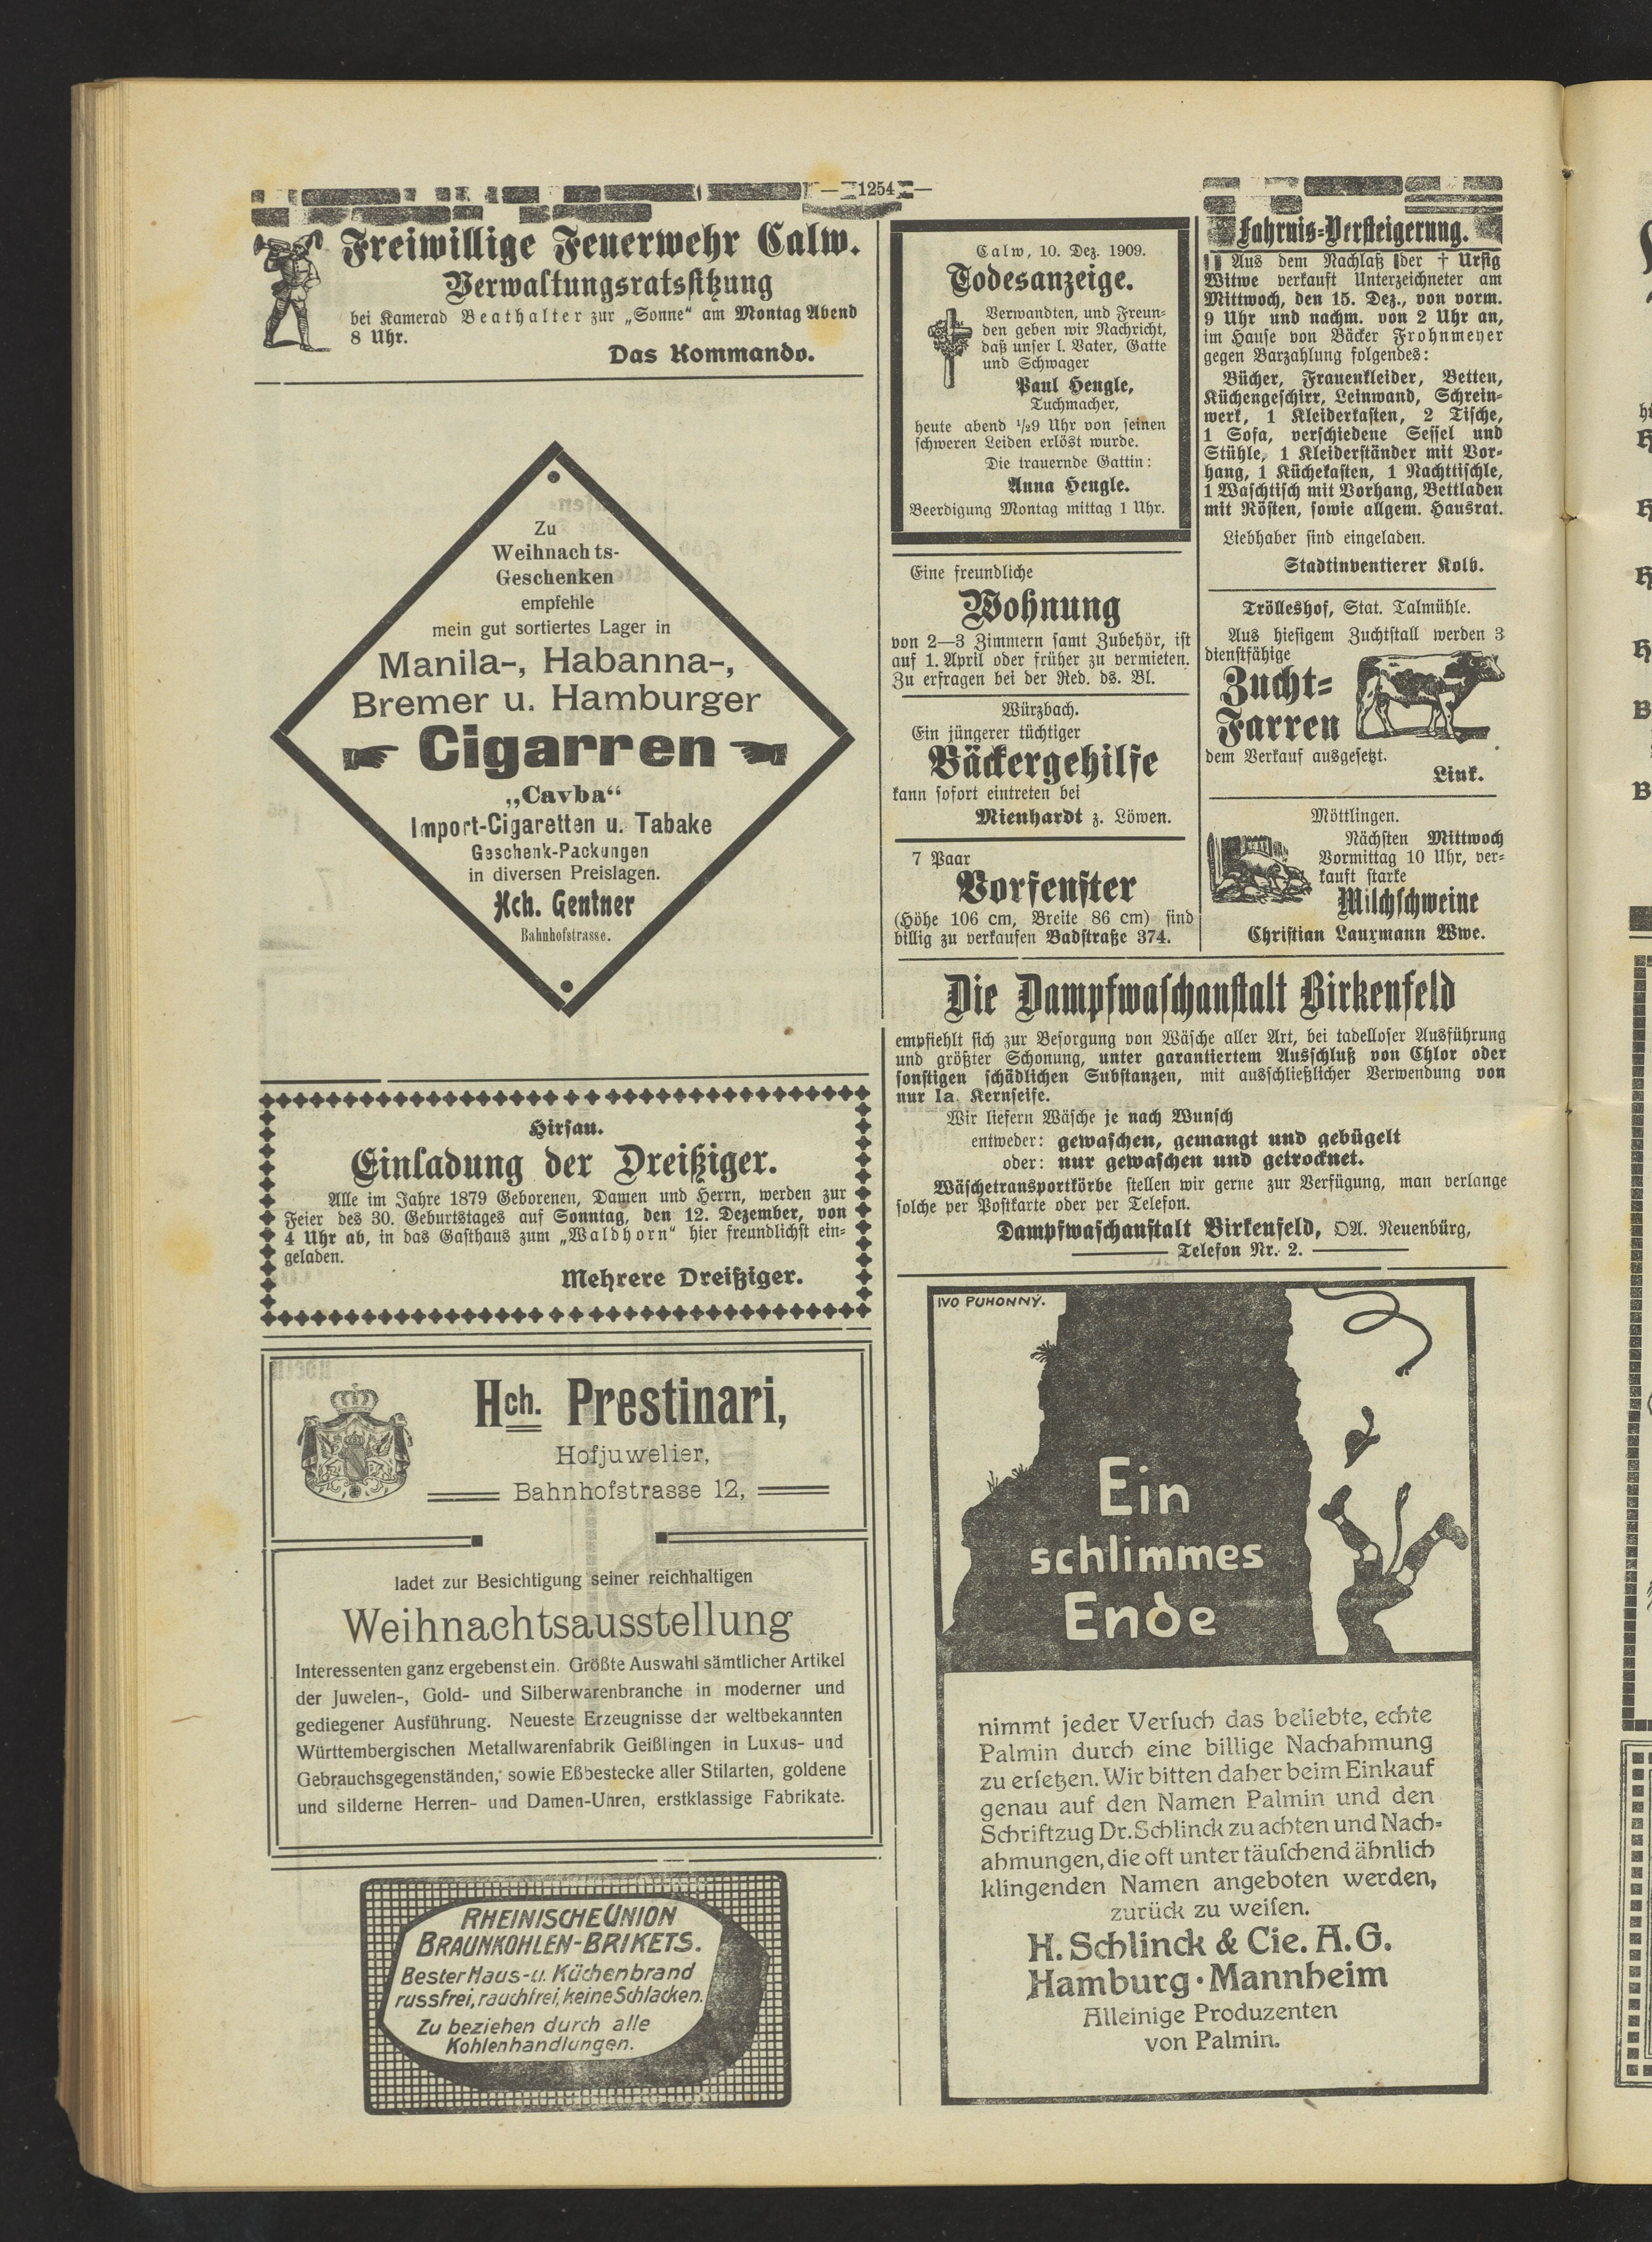 — 1254 —
Freiwillige Feuerwehr Calw.
Verwaltungsratssitzung
bei Kamerad Beathalter zur „Sonne“ am Montag Abend
8 Uhr.
Das Kommando.
Zu
Weihnachts-
Geschenken
empfehle
mein gut sortiertes Lager in
Manila-, Habanna-,
Bremer u. Hamburger
Cigarren
„Cavba“
Import-Cigaretten u. Tabake
Geschenk-Packungen
in diversen Preislagen.
Hch. Gentner
Bahnhofstrasse.
Hirsau.
Einladung der Dreißiger.
Alle im Jahre 1879 Geborenen, Damen und Herrn, werden zur
Feier des 30. Geburtstages auf Sonntag, den 12. Dezember, von
4 Uhr ab, in das Gasthaus zum „Waldhorn“ hier freundlichst ein-
geladen.
Mehrere Dreißiger.
Hch. Prestinari,
Hofjuwelier,
Bahnhofstrasse 12,
ladet zur Besichtigung seiner reichhaltigen
Weihnachtsausstellung
Interessenten ganz ergebenst ein. Größte Auswahl sämtlicher Artikel
der Juwelen-, Gold- und Silberwarenbranche in moderner und
gediegener Ausführung. Neueste Erzeugnisse der weltbekannten
Württembergischen Metallwarenfabrik Geißlingen in Luxus- und
Gebrauchsgegenständen, sowie Eßbestecke aller Stilarten, goldene
und silderne Herren- und Damen-Uhren, erstklassige Fabrikate.
RHEINISCHE UNION
BRAUNKOHLEN-BRIKETS.
Bester Haus- u. Küchenbrand
russfrei, rauchfrei, keine Schlacken.
Zu beziehen durch alle
Kohlenhandlungen.
Calw, 10. Dez. 1909.
Todesanzeige.
Verwandten, und Freun-
den geben wir Nachricht,
daß unser l. Vater, Gatte
und Schwager
Paul Hengle,
Tuchmacher,
heute abend ½9 Uhr von seinen
schweren Leiden erlöst wurde.
Die trauernde Gattin:
Anna Hengle.
Beerdigung Montag mittag 1 Uhr.
Eine freundliche
Wohnung
von 2—3 Zimmern samt Zubehör, ist
auf 1. April oder früher zu vermieten.
Zu erfragen bei der Red. ds. Bl.
Würzbach.
Ein jüngerer tüchtiger
Bäckergehilfe
kann sofort eintreten bei
Mienhardt z. Löwen.
7 Paar
Vorfenster
(Höhe 106 cm, Breite 86 cm) sind
billig zu verkaufen Badstraße 374.
Fahrnis-Versteigerung.
Aus dem Nachlaß der † Ursig
Witwe verkauft Unterzeichneter am
Mittwoch, den 15. Dez., von vorm.
9 Uhr und nachm. von 2 Uhr an,
im Hause von Bäcker Frohnmeyer
gegen Barzahlung folgendes:
Bücher, Frauenkleider, Betten,
Küchengeschirr, Leinwand, Schrein-
werk, 1 Kleiderkasten, 2 Tische,
1 Sofa, verschiedene Sessel und
Stühle, 1 Kleiderständer mit Vor-
hang, 1 Küchekasten, 1 Nachttischle,
1 Waschtisch mit Vorhang, Bettladen
mit Rösten, sowie allgem. Hausrat.
Liebhaber sind eingeladen.
Stadtinventierer Kolb.
Trölleshof, Stat. Talmühle.
Aus hiesigem Zuchtstall werden 3
dienstfähige
Zucht-
Farren
dem Verkauf ausgesetzt.
Link.
Möttlingen.
Nächsten Mittwoch
Vormittag 10 Uhr, ver-
kauft starke
Milchschweine
Christian Laurmann Wwe.
Die Dampfwaschanstalt Birkenfeld
empfiehlt sich zur Besorgung von Wäsche aller Art, bei tadelloser Ausführung
und größter Schonung, unter garantiertem Ausschluß von Chlor oder
sonstigen schädlichen Substanzen, mit ausschließlicher Verwendung von
nur Ia. Kernseife.
Wir liefern Wäsche je nach Wunsch
entweder: gewaschen, gemangt und gebügelt
oder: nur gewaschen und getrocknet.
Wäschetransportkörbe stellen wir gerne zur Verfügung, man verlange
solche per Postkarte oder per Telefon.
Dampfwaschanstalt Birkenfeld, OA. Neuenbürg,
Telefon Nr. 2.
IVO PUHONNÝ.
Ein
schlimmes
Ende
nimmt jeder Versuch das beliebte, echte
Palmin durch eine billige Nachahmung
zu ersetzen. Wir bitten daher beim Einkauf
genau auf den Namen Palmin und den
Schriftzug Dr. Schlinck zu achten und Nach-
ahmungen, die oft unter täuschend ähnlich
klingenden Namen angeboten werden,
zurück zu weisen.
H. Schlinck & Cie. A.G.
Hamburg · Mannheim
Alleinige Produzenten
von Palmin.